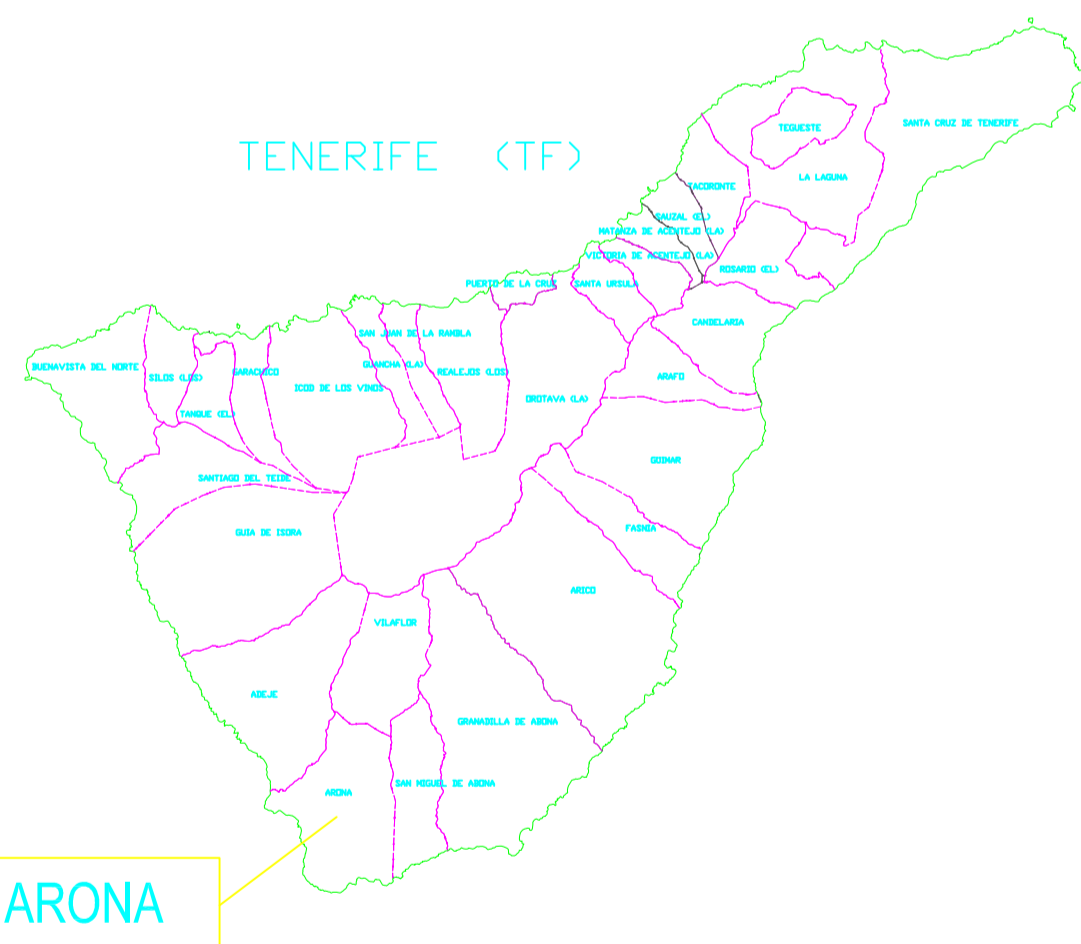 TENERIFE (TF)
TEGUESTE
SANTA CRUZ DE TENERIFE
LA LAGUNA
TACORONTE
SAUZAL (EL)
MATANZA DE ACENTEJO (LA)
VICTORIA DE ACENTEJO (LA)
ROSARIO (EL)
PUERTO DE LA CRUZ
SANTA URSULA
CANDELARIA
SAN JUAN DE LA RAMBLA
BUENAVISTA DEL NORTE
SILOS (LOS)
GARACHICO
GUANCHA (LA)
REALEJOS (LOS)
ARAFO
ICOD DE LOS VINOS
OROTAVA (LA)
TANQUE (EL)
GUIMAR
SANTIAGO DEL TEIDE
GUIA DE ISORA
FASNIA
ARICO
VILAFLOR
ADEJE
GRANADILLA DE ABONA
SAN MIGUEL DE ABONA
ARONA
ARONA